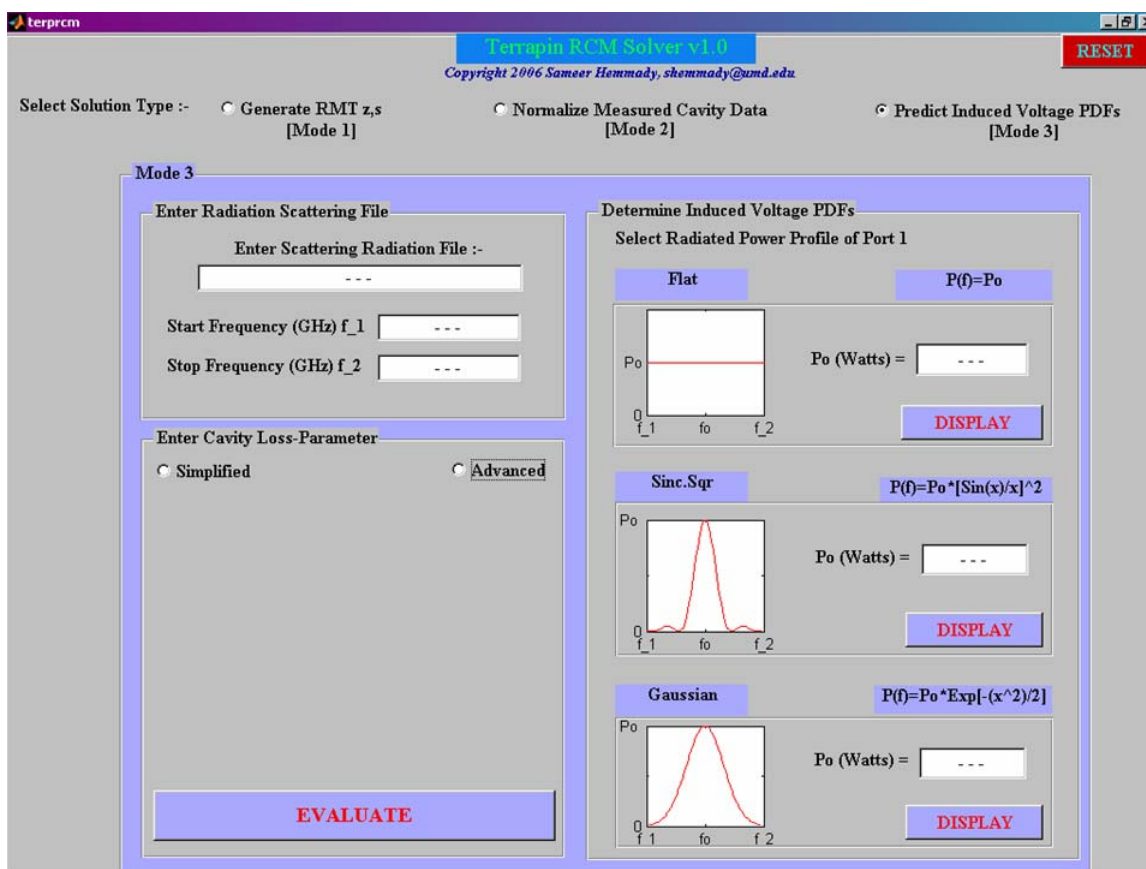 terprcm
Terrapin RCM Solver v1.0
RESET
Copyright 2006 Sameer Hemmady, shemmady@umd.edu
Select Solution Type :-
Generate RMT z,s
[Mode 1]
Normalize Measured Cavity Data
[Mode 2]
Predict Induced Voltage PDFs
[Mode 3]
Mode 3
Enter Radiation Scattering File
Enter Scattering Radiation File :-
- - -
Start Frequency (GHz) f_1
- - -
Stop Frequency (GHz) f_2
- - -
Enter Cavity Loss-Parameter
Simplified
Advanced
EVALUATE
Determine Induced Voltage PDFs
Select Radiated Power Profile of Port 1
Flat
P(f)=Po
Po
0
f_1
fo
f_2
Po (Watts) =
- - -
DISPLAY
Sinc.Sqr
P(f)=Po*[Sin(x)/x]^2
Po
0
f_1
fo
f_2
Po (Watts) =
- - -
DISPLAY
Gaussian
P(f)=Po*Exp[-(x^2)/2]
Po
0
f_1
fo
f_2
Po (Watts) =
- - -
DISPLAY